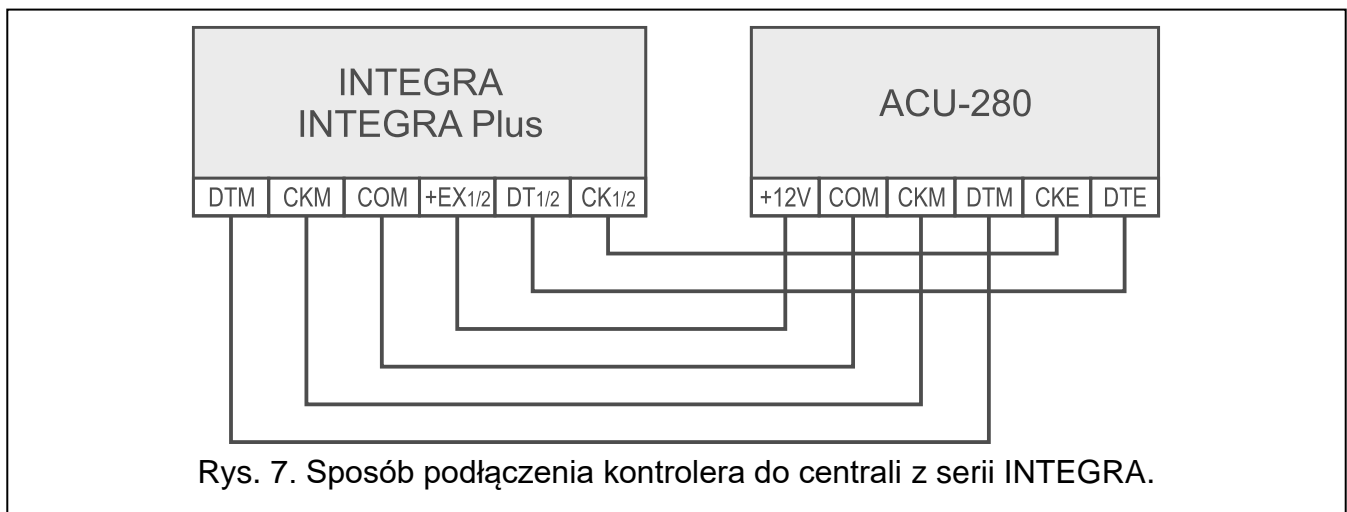 INTEGRA
INTEGRA Plus
ACU-280
DTM CKM COM +EX1/2 DT1/2 CK1/2
+12V COM CKM DTM CKE DTE
Rys. 7. Sposób podłączenia kontrolera do centrali z serii INTEGRA.